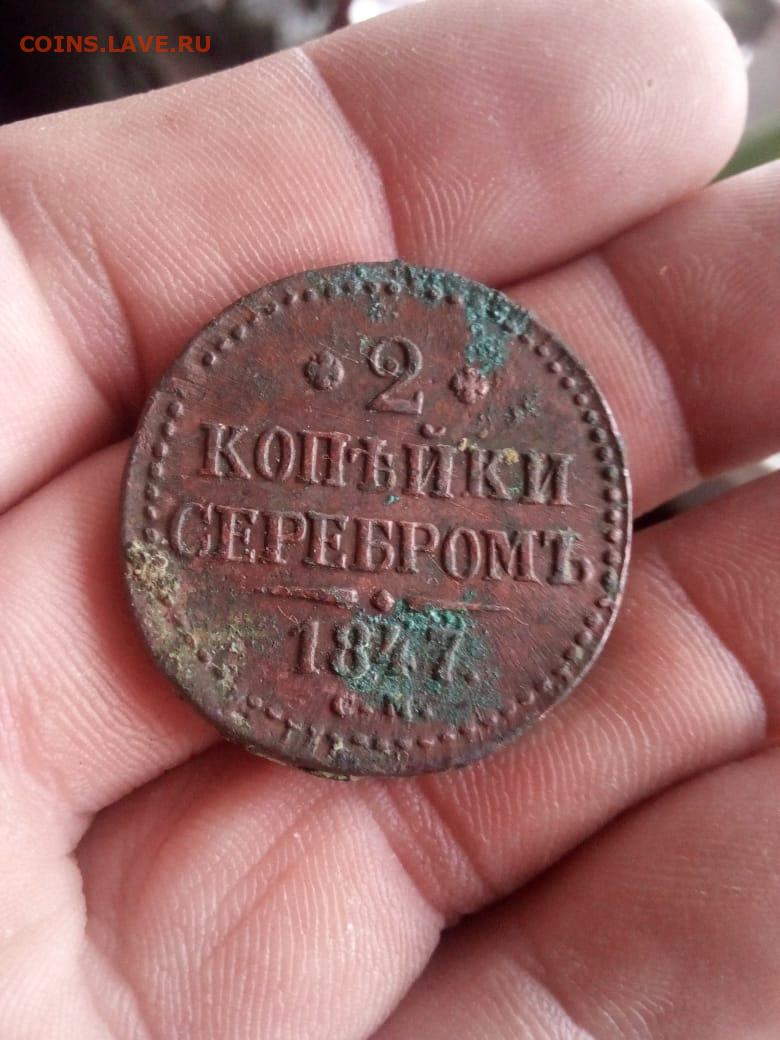 COINS.LAVE.RU
2
КОПѢЙКИ
СЕРЕБРОМЪ
1847.
С.М.